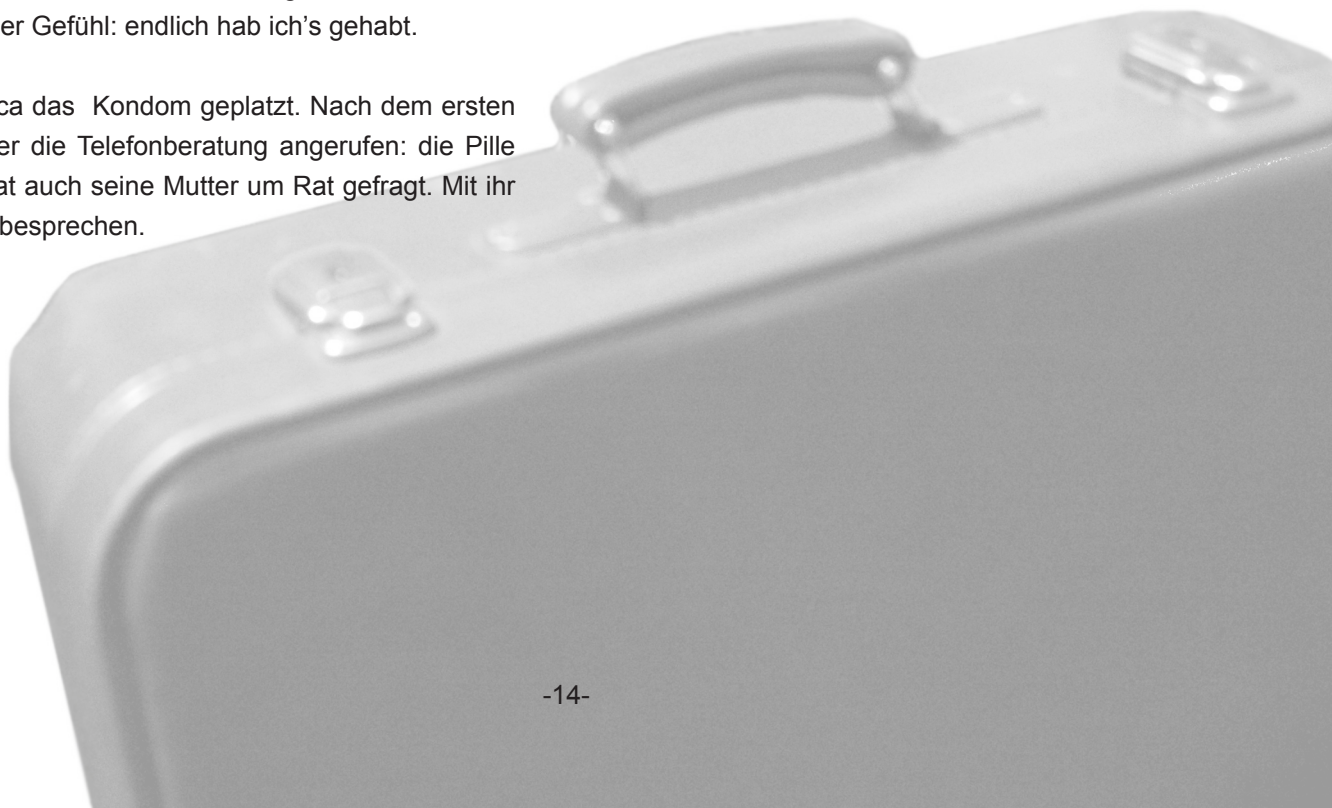 er Gefühl: endlich hab ich’s gehabt.
ca das  Kondom geplatzt. Nach dem ersten
er die Telefonberatung angerufen: die Pille
at auch seine Mutter um Rat gefragt. Mit ihr
besprechen.
-14-